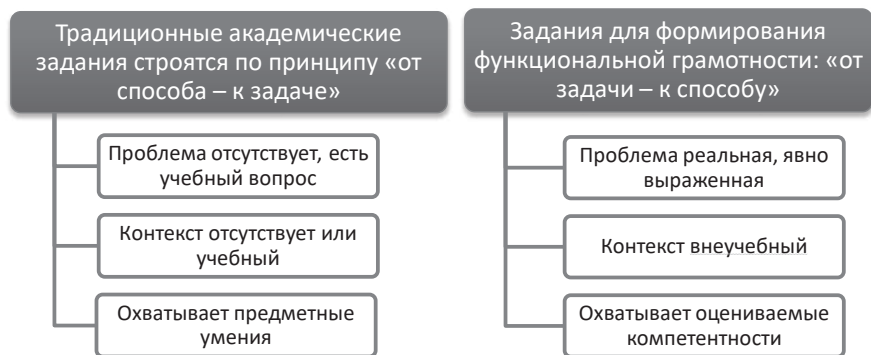 Традиционные академические
задания строятся по принципу «от
способа – к задаче»
Проблема отсутствует, есть
учебный вопрос
Контекст отсутствует или
учебный
Охватывает предметные
умения
Задания для формирования
функциональной грамотности: «от
задачи – к способу»
Проблема реальная, явно
выраженная
Контекст внеучебный
Охватывает оцениваемые
компетентности